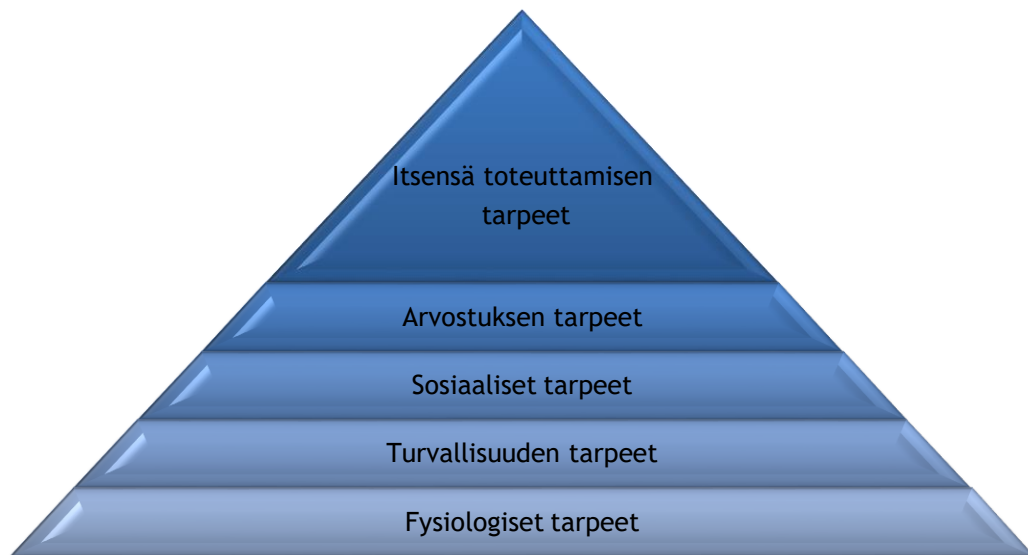 Itsensä toteuttamisen
tarpeet
Arvostuksen tarpeet
Sosiaaliset tarpeet
Turvallisuuden tarpeet
Fysiologiset tarpeet